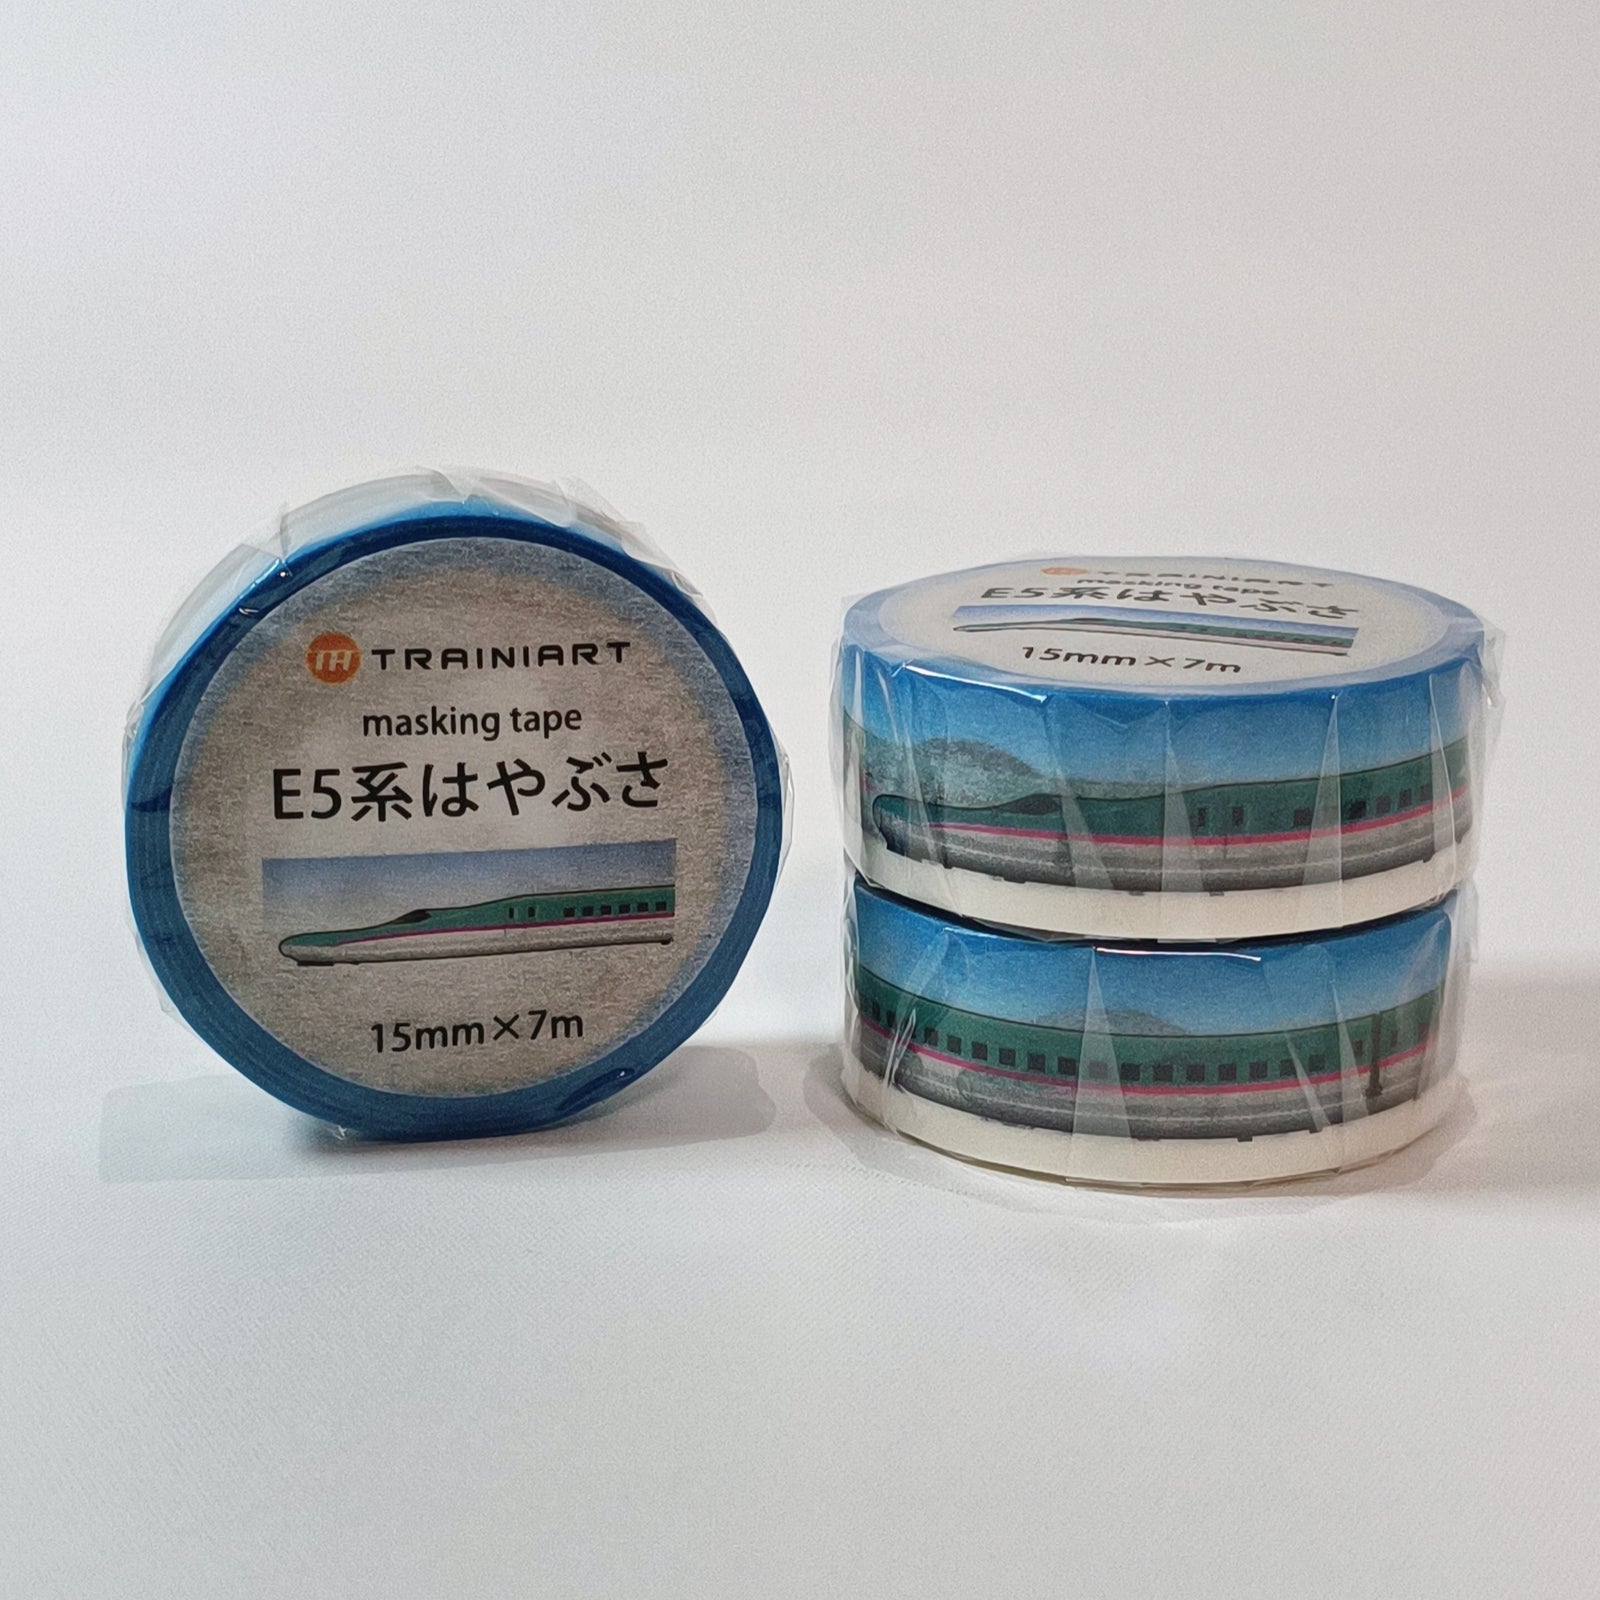 TRAINIART
masking tape
E5系はやぶさ
15mm×7m
TRAINIART
masking tape
E5系はやぶさ
15mm×7m